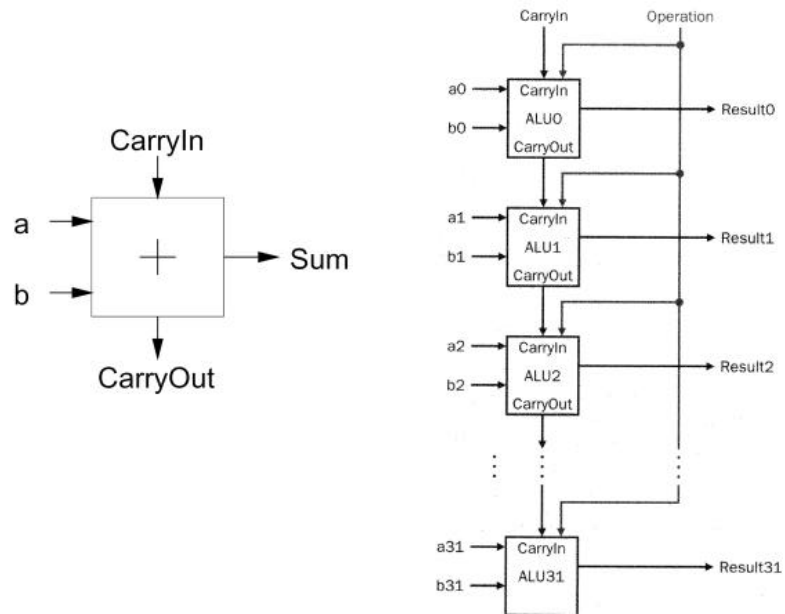 CarryIn
a
b
+
Sum
CarryOut
CarryIn
Operation
a0
b0
CarryIn
ALU0
CarryOut
Result0
a1
b1
CarryIn
ALU1
CarryOut
Result1
a2
b2
CarryIn
ALU2
CarryOut
Result2
a31
b31
CarryIn
ALU31
Result31